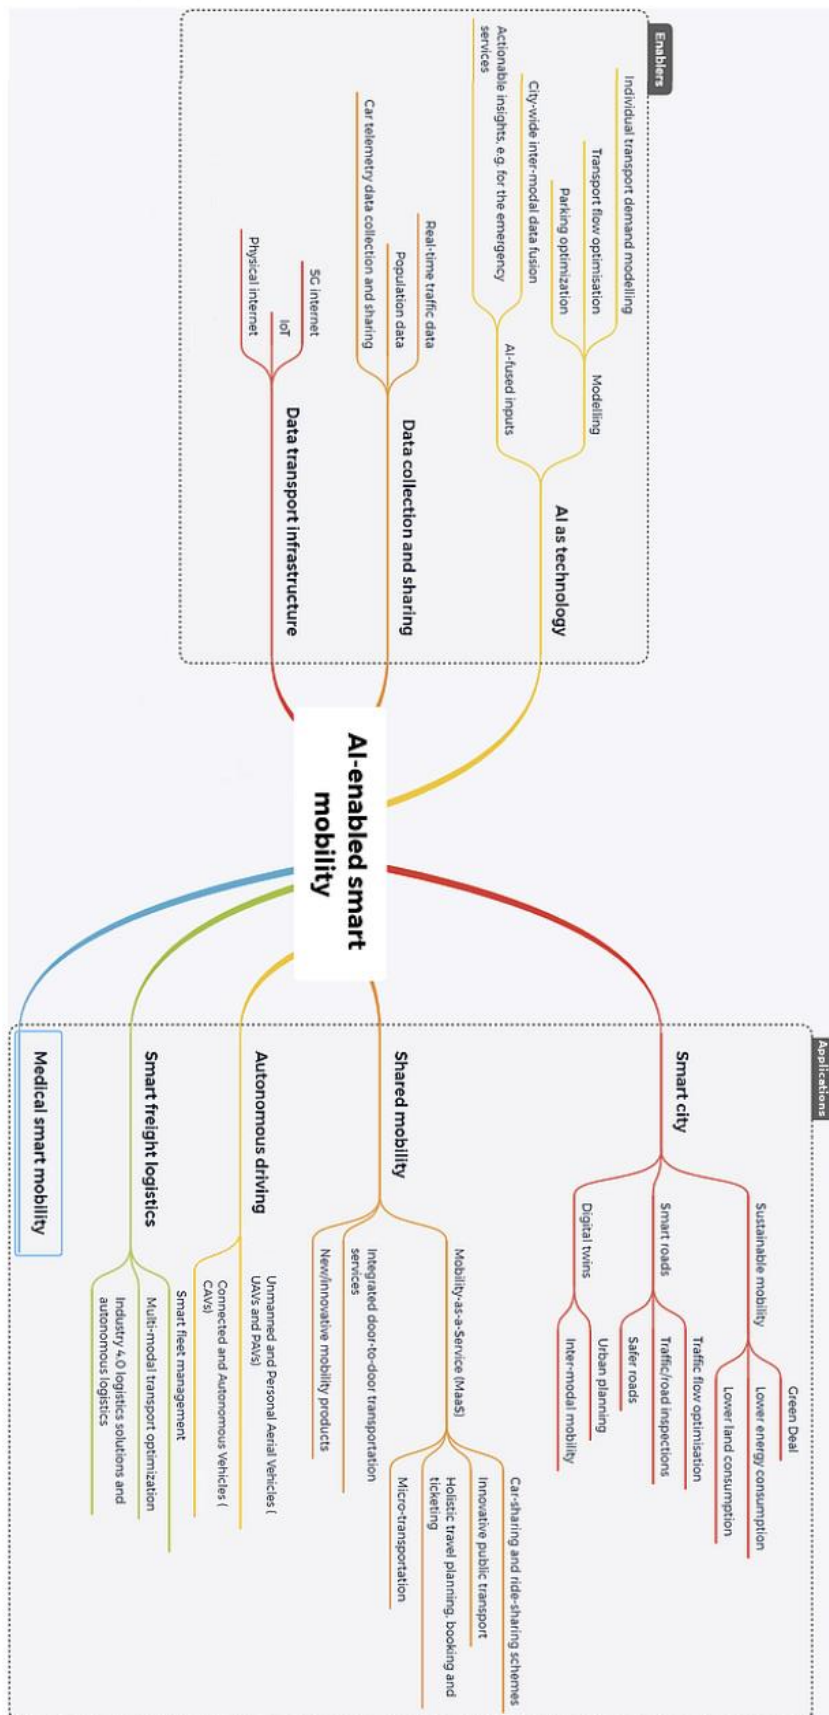 Enablers
Individual transport demand modelling
Transport flow optimisation
Parking optimization
Modelling
City-wide inter-modal data fusion
Actionable insights, e.g. for the emergency
services
AI-fused inputs
AI as technology
Real-time traffic data
Population data
Car telemetry data collection and sharing
Data collection and sharing
5G internet
IoT
Physical internet
Data transport infrastructure
AI-enabled smart
mobility
Applications
Smart city
Sustainable mobility
Green Deal
Lower energy consumption
Lower land consumption
Smart roads
Traffic flow optimisation
Traffic/road inspections
Safer roads
Digital twins
Urban planning
Inter-modal mobility
Shared mobility
Mobility-as-a-Service (MaaS)
Car-sharing and ride-sharing schemes
Innovative public transport
Holistic travel planning, booking and
ticketing
Micro-transportation
Integrated door-to-door transportation
services
New/innovative mobility products
Autonomous driving
Unmanned and Personal Aerial Vehicles (
UAVs and PAVs)
Connected and Autonomous Vehicles (
CAVs)
Smart freight logistics
Smart fleet management
Multi-modal transport optimization
Industry 4.0 logistics solutions and
autonomous logistics
Medical smart mobility